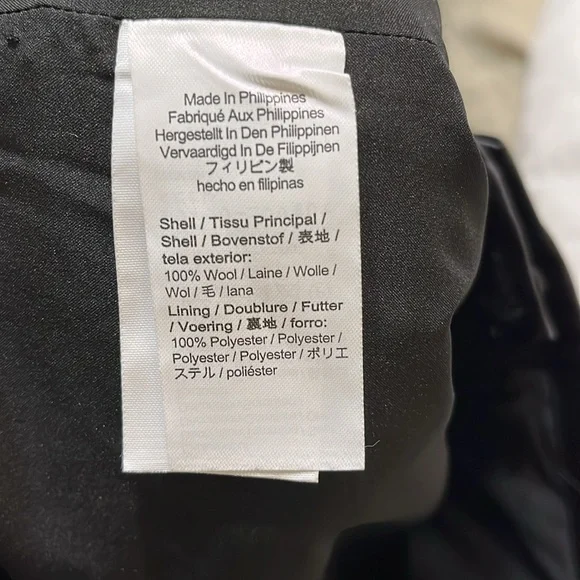 Made In Philippines
Fabriqué Aux Philippines
Hergestellt In Den Philippinen
Vervaardigd In De Filippijnen
フィリピン製
hecho en filipinas
Shell / Tissu Principal /
Shell / Bovenstof / 表地 /
tela exterior:
100% Wool / Laine / Wolle /
Wol / 毛 / lana
Lining / Doublure / Futter
/ Voering / 裏地 / forro:
100% Polyester / Polyester /
Polyester / Polyester / ポリエ
ステル / poliéster